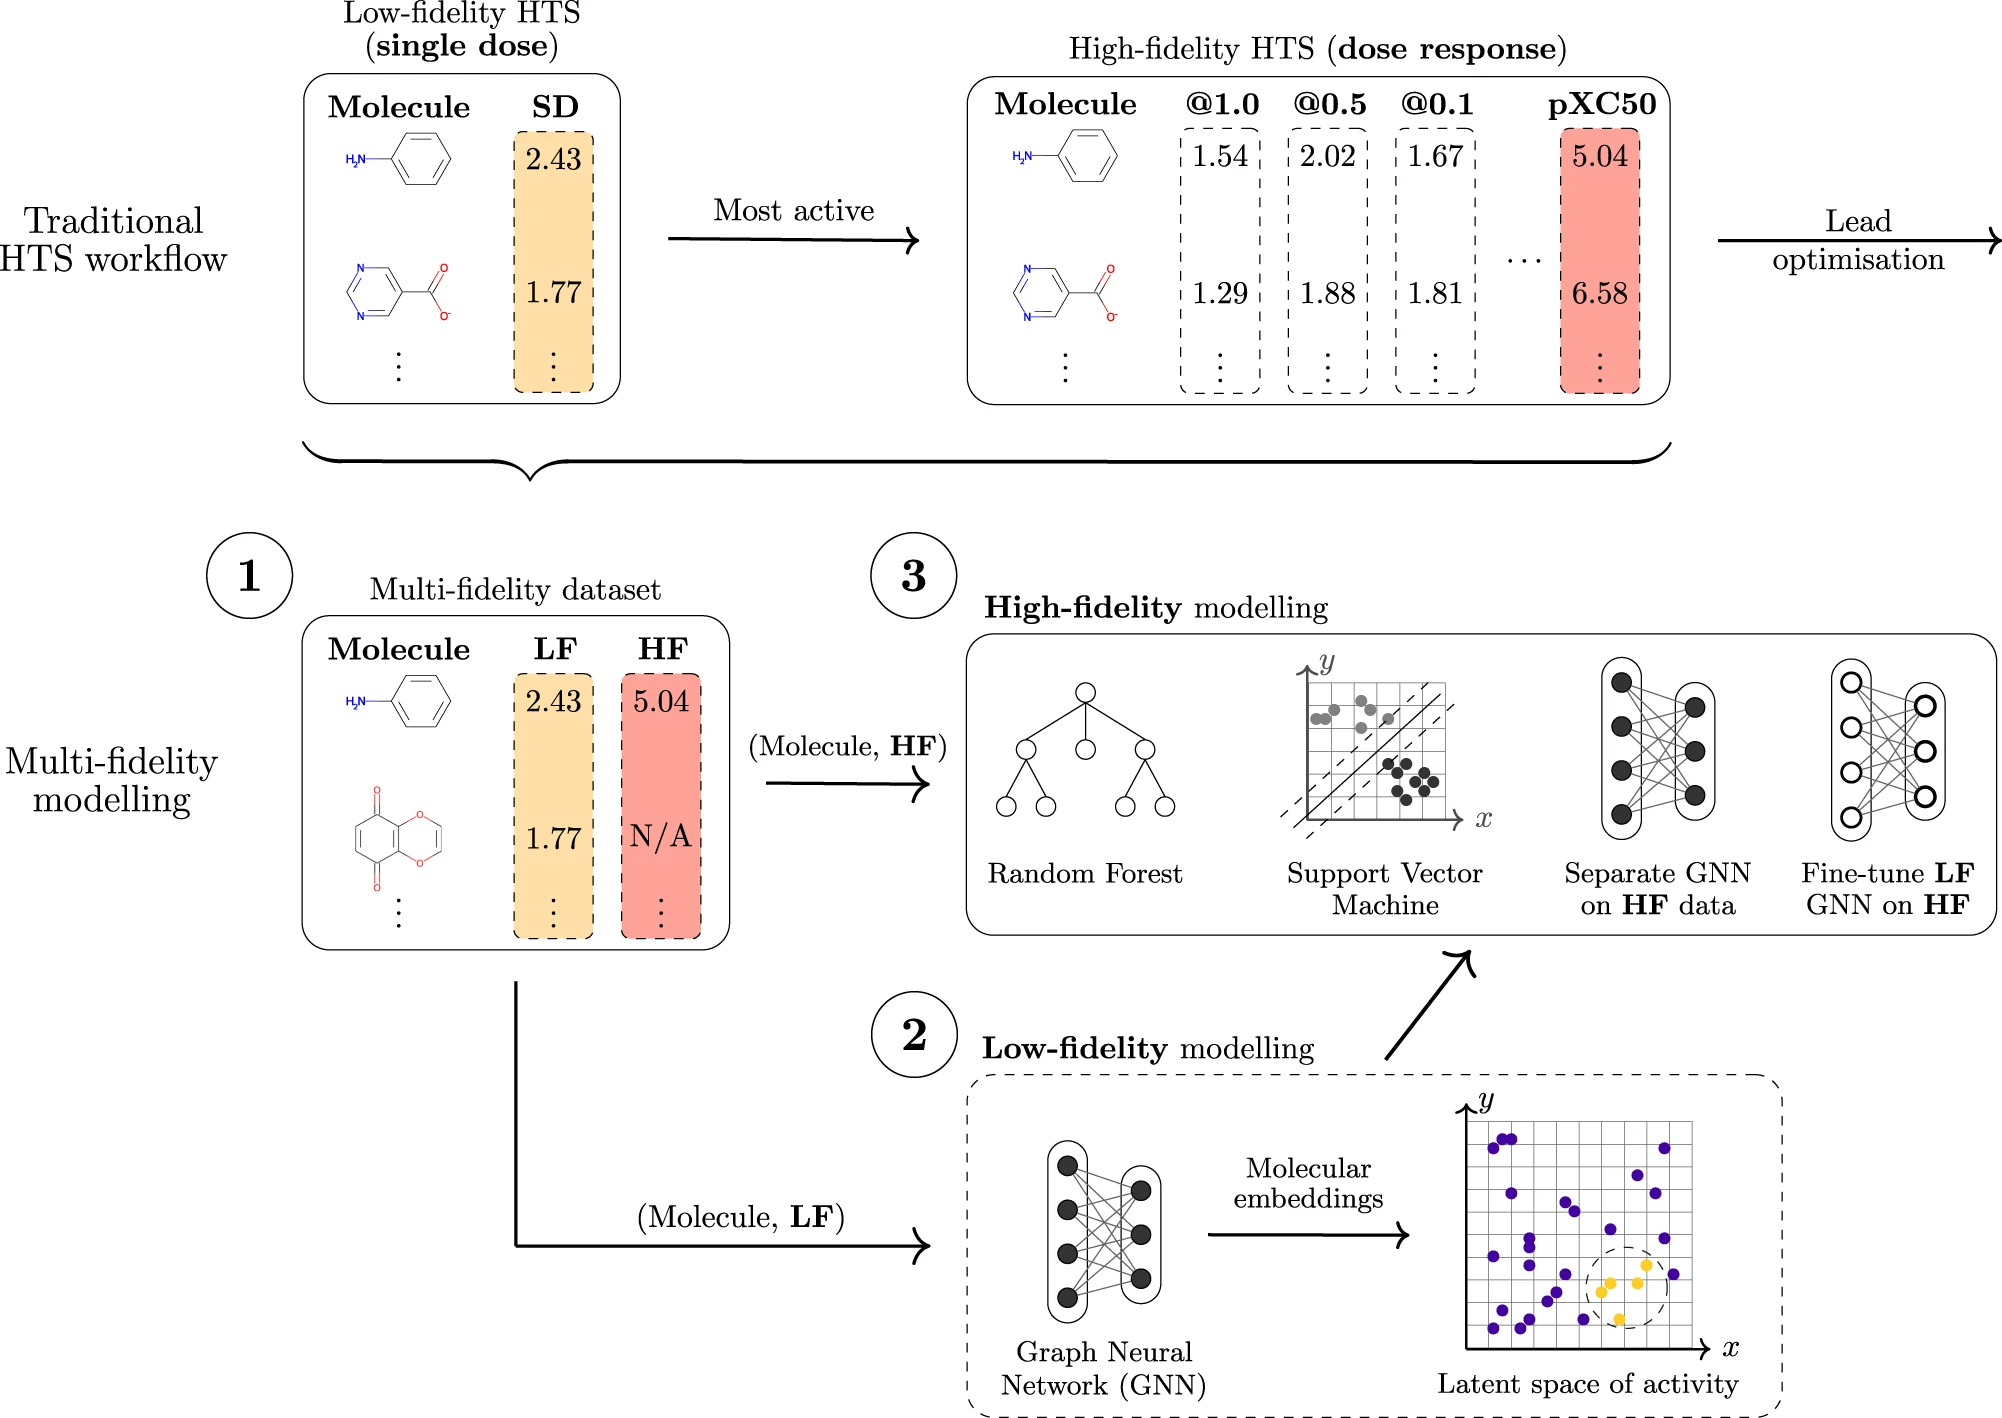 Low-fidelity HTS
(single dose)
Molecule SD
H₂N 2.43
N N O O⁻ 1.77
⋮ ⋮
Traditional
HTS workflow
Most active
High-fidelity HTS (dose response)
Molecule @1.0 @0.5 @0.1 pXC50
H₂N 1.54 2.02 1.67 5.04
N N O O⁻ 1.29 1.88 1.81 ... 6.58
⋮ ⋮ ⋮ ⋮ ⋮
Lead
optimisation
Multi-fidelity
modelling
1
Multi-fidelity dataset
Molecule LF HF
H₂N 2.43 5.04
O O O O 1.77 N/A
⋮ ⋮ ⋮
(Molecule, HF)
3
High-fidelity modelling
Random Forest
y
x
Support Vector
Machine
Separate GNN
on HF data
Fine-tune LF
GNN on HF
(Molecule, LF)
2
Low-fidelity modelling
Graph Neural
Network (GNN)
Molecular
embeddings
y
x
Latent space of activity